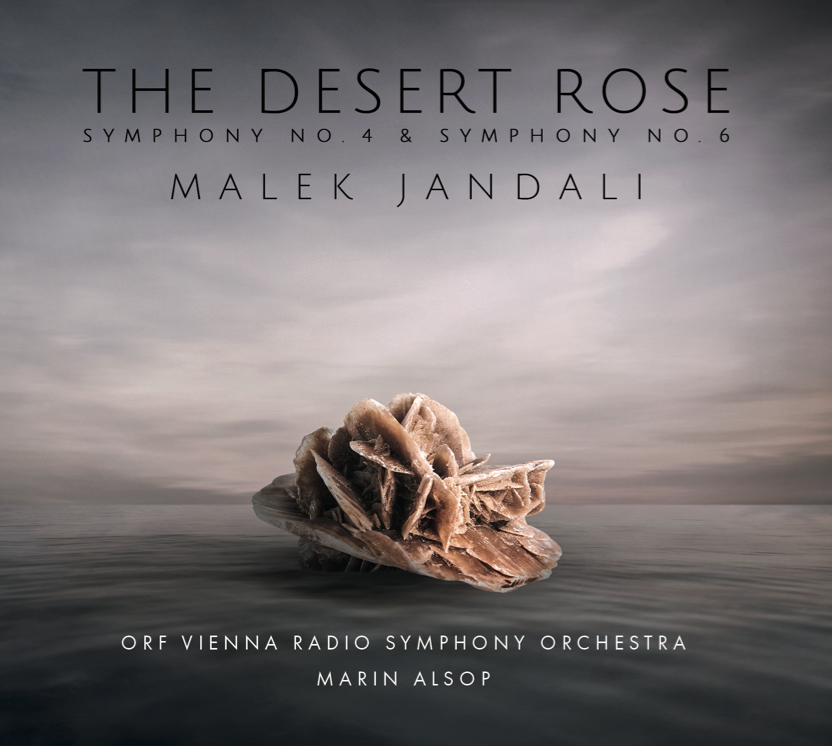 THE DESERT ROSE
SYMPHONY NO. 4 & SYMPHONY NO. 6
MALEK JANDALI
ORF VIENNA RADIO SYMPHONY ORCHESTRA
MARIN ALSOP